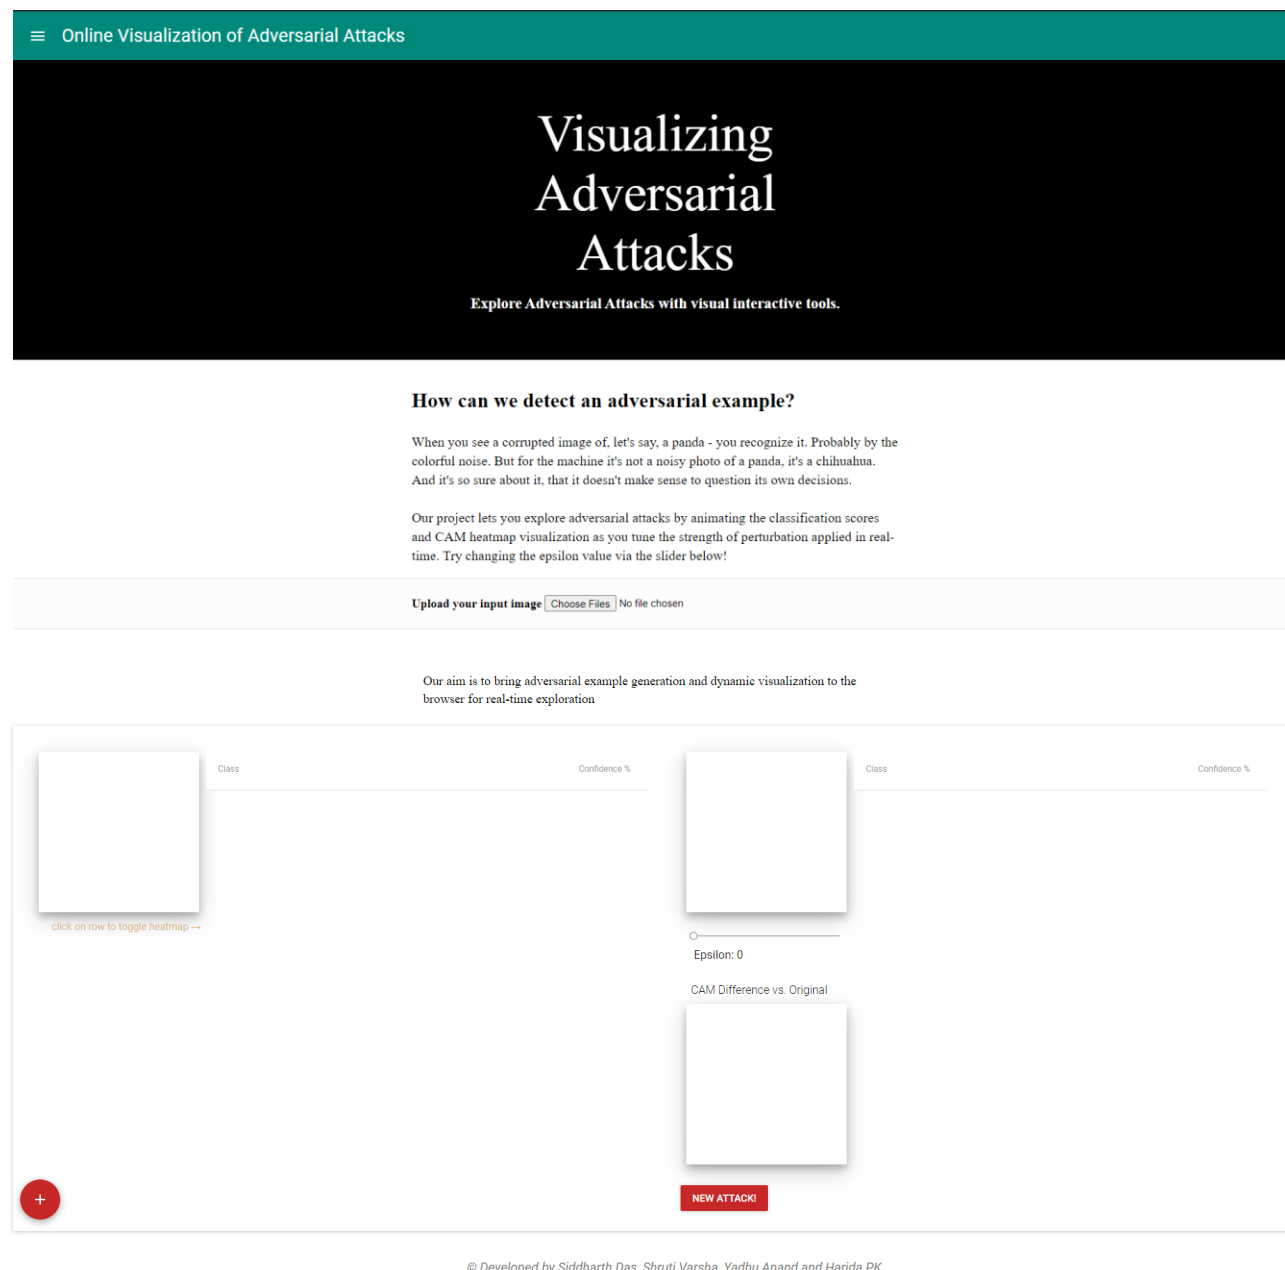 Online Visualization of Adversarial Attacks
Visualizing
Adversarial
Attacks
Explore Adversarial Attacks with visual interactive tools.
How can we detect an adversarial example?
When you see a corrupted image of, let's say, a panda - you recognize it. Probably by the
colorful noise. But for the machine it's not a noisy photo of a panda, it's a chihuahua.
And it's so sure about it, that it doesn't make sense to question its own decisions.
Our project lets you explore adversarial attacks by animating the classification scores
and CAM heatmap visualization as you tune the strength of perturbation applied in real-
time. Try changing the epsilon value via the slider below!
Upload your input image Choose Files No file chosen
Our aim is to bring adversarial example generation and dynamic visualization to the
browser for real-time exploration
Class Confidence %
click on row to toggle heatmap →
Class Confidence %
Epsilon: 0
CAM Difference vs. Original
NEW ATTACK!
+
© Developed by Siddharth Das, Shruti Varsha, Yadhu Anand and Harida PK